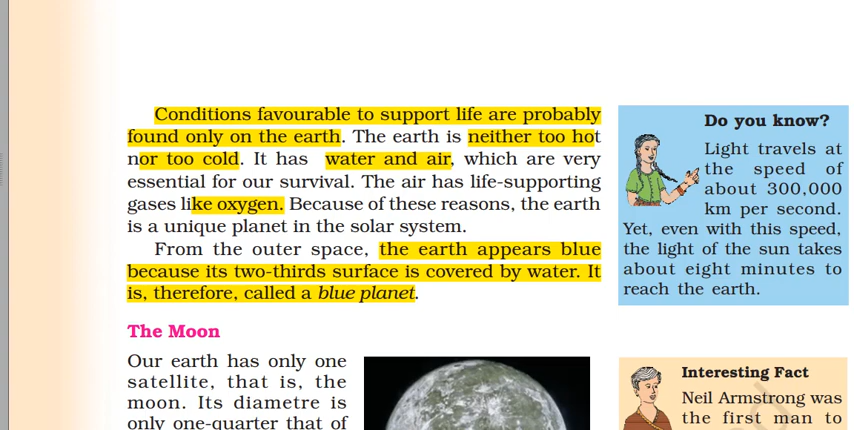 Conditions favourable to support life are probably
found only on the earth. The earth is neither too hot
nor too cold. It has water and air, which are very
essential for our survival. The air has life-supporting
gases like oxygen. Because of these reasons, the earth
is a unique planet in the solar system.
From the outer space, the earth appears blue
because its two-thirds surface is covered by water. It
is, therefore, called a blue planet.
The Moon
Our earth has only one
satellite, that is, the
moon. Its diametre is
only one-quarter that of
Do you know?
Light travels at
the speed of
about 300,000
km per second.
Yet, even with this speed,
the light of the sun takes
about eight minutes to
reach the earth.
Interesting Fact
Neil Armstrong was
the first man to